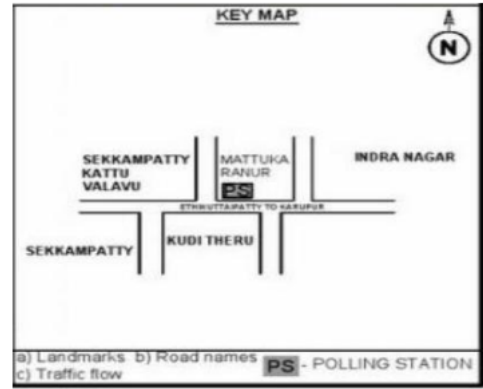 KEY MAP
N
SEKKAMPATTY
KATTU
VALAVU
MATTUKA
RANUR
PS
INDRA NAGAR
ETHIKUTTAIPATTY TO KARUPUR
SEKKAMPATTY
KUDI THERU
a) Landmarks b) Road names
c) Traffic flow
PS - POLLING STATION